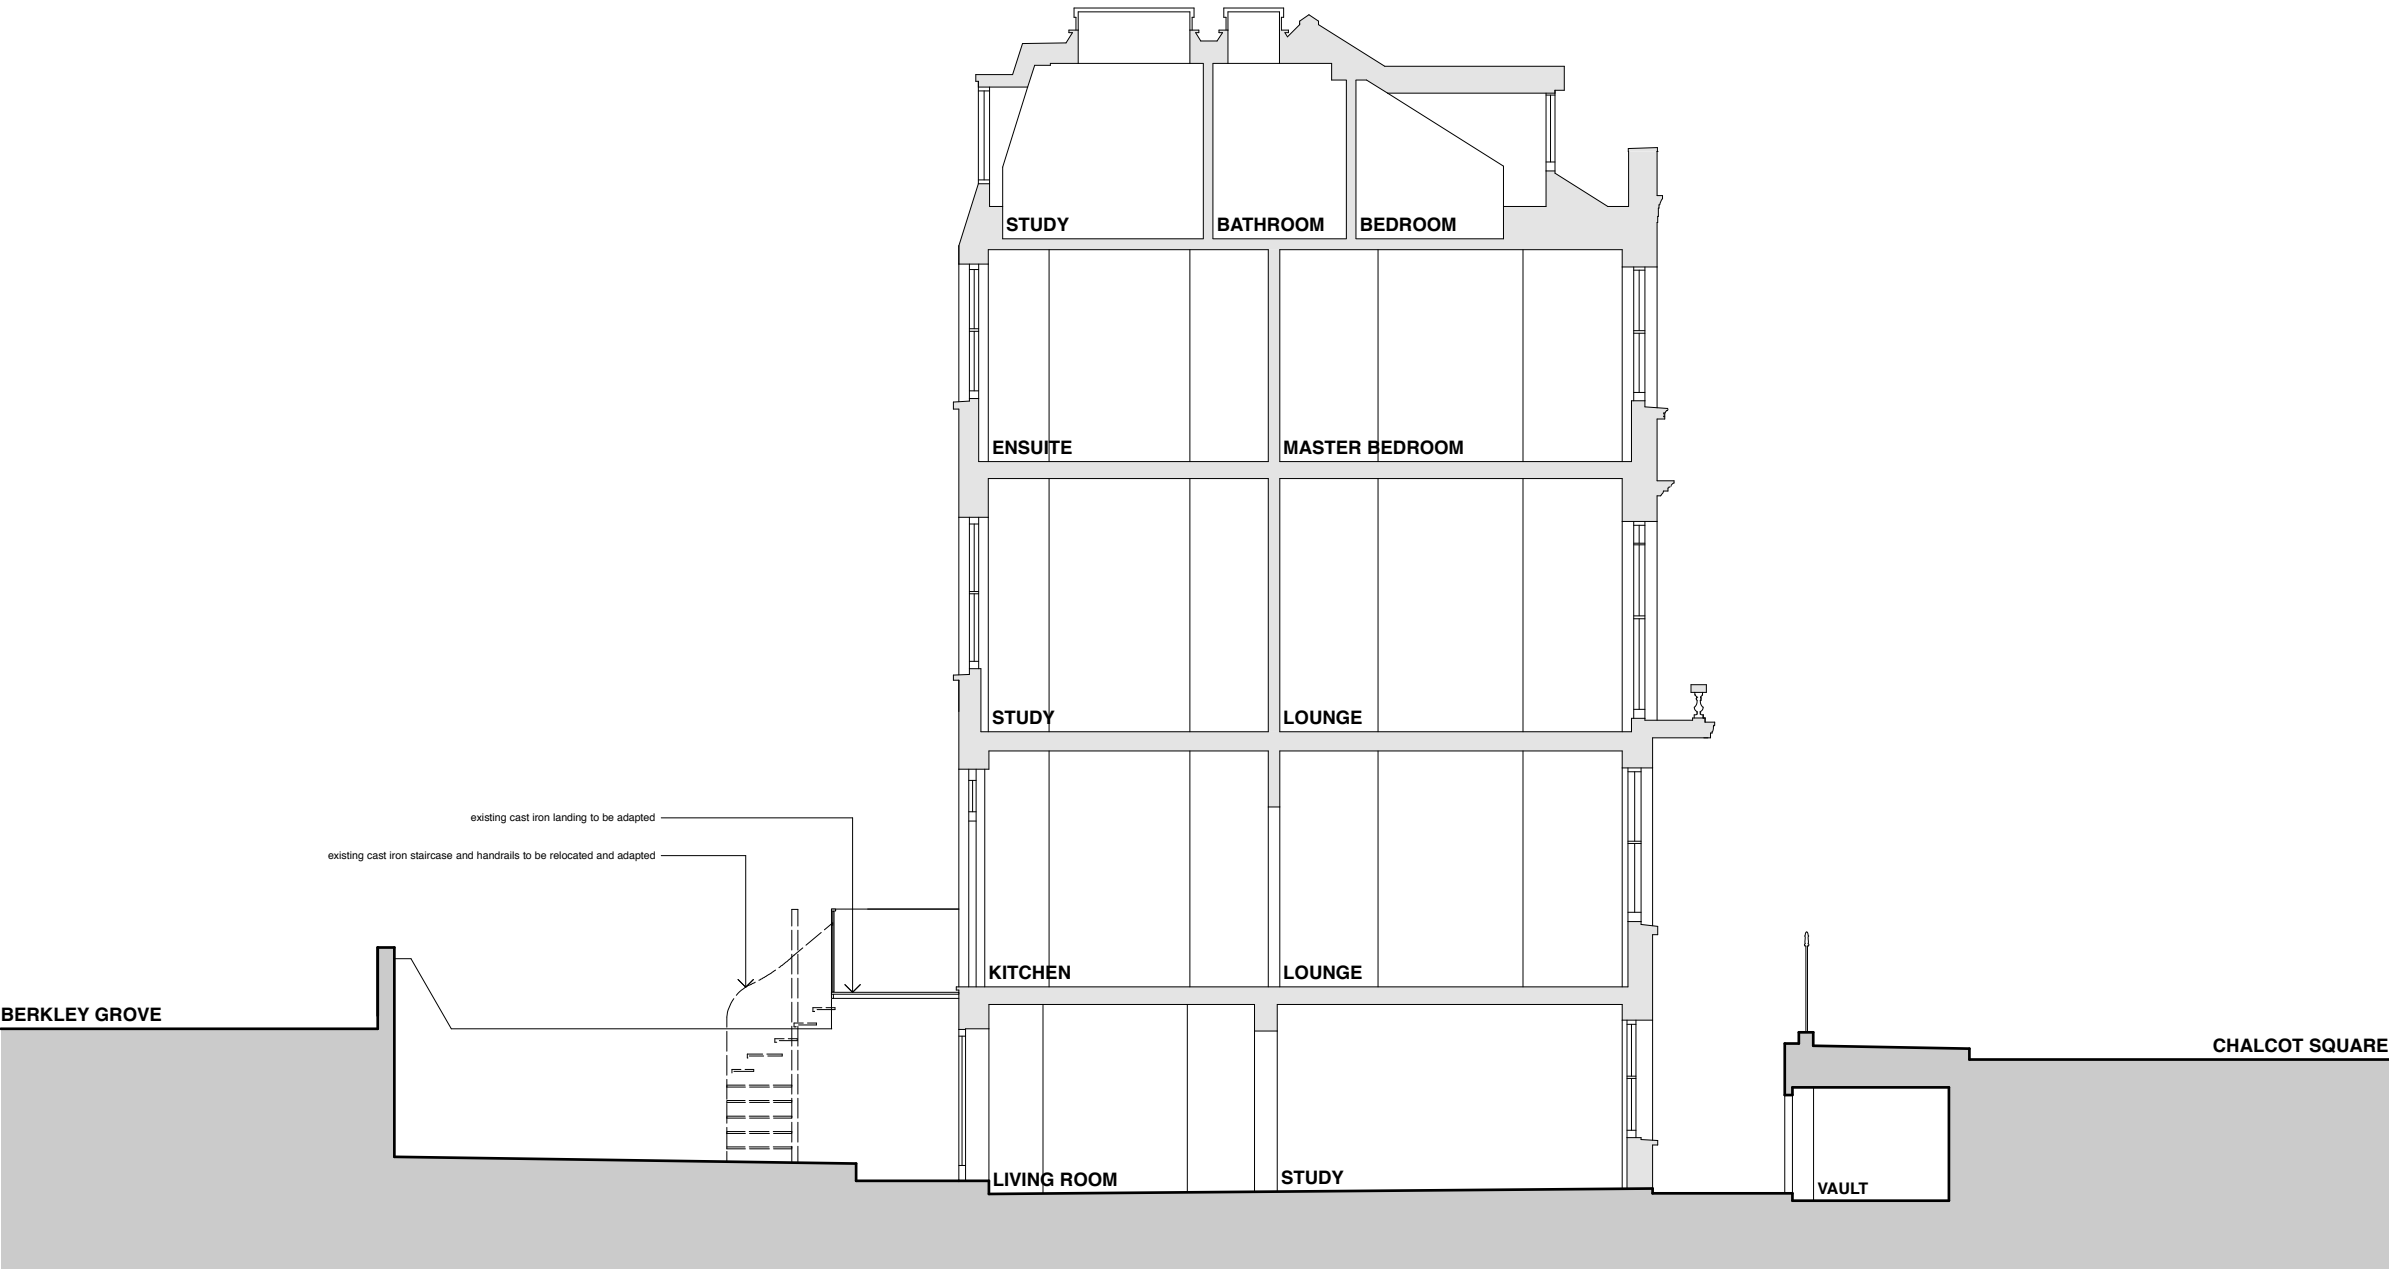 STUDY
BATHROOM
BEDROOM
ENSUITE
MASTER BEDROOM
STUDY
LOUNGE
existing cast iron landing to be adapted
existing cast iron staircase and handrails to be relocated and adapted
KITCHEN
LOUNGE
BERKLEY GROVE
CHALCOT SQUARE
LIVING ROOM
STUDY
VAULT